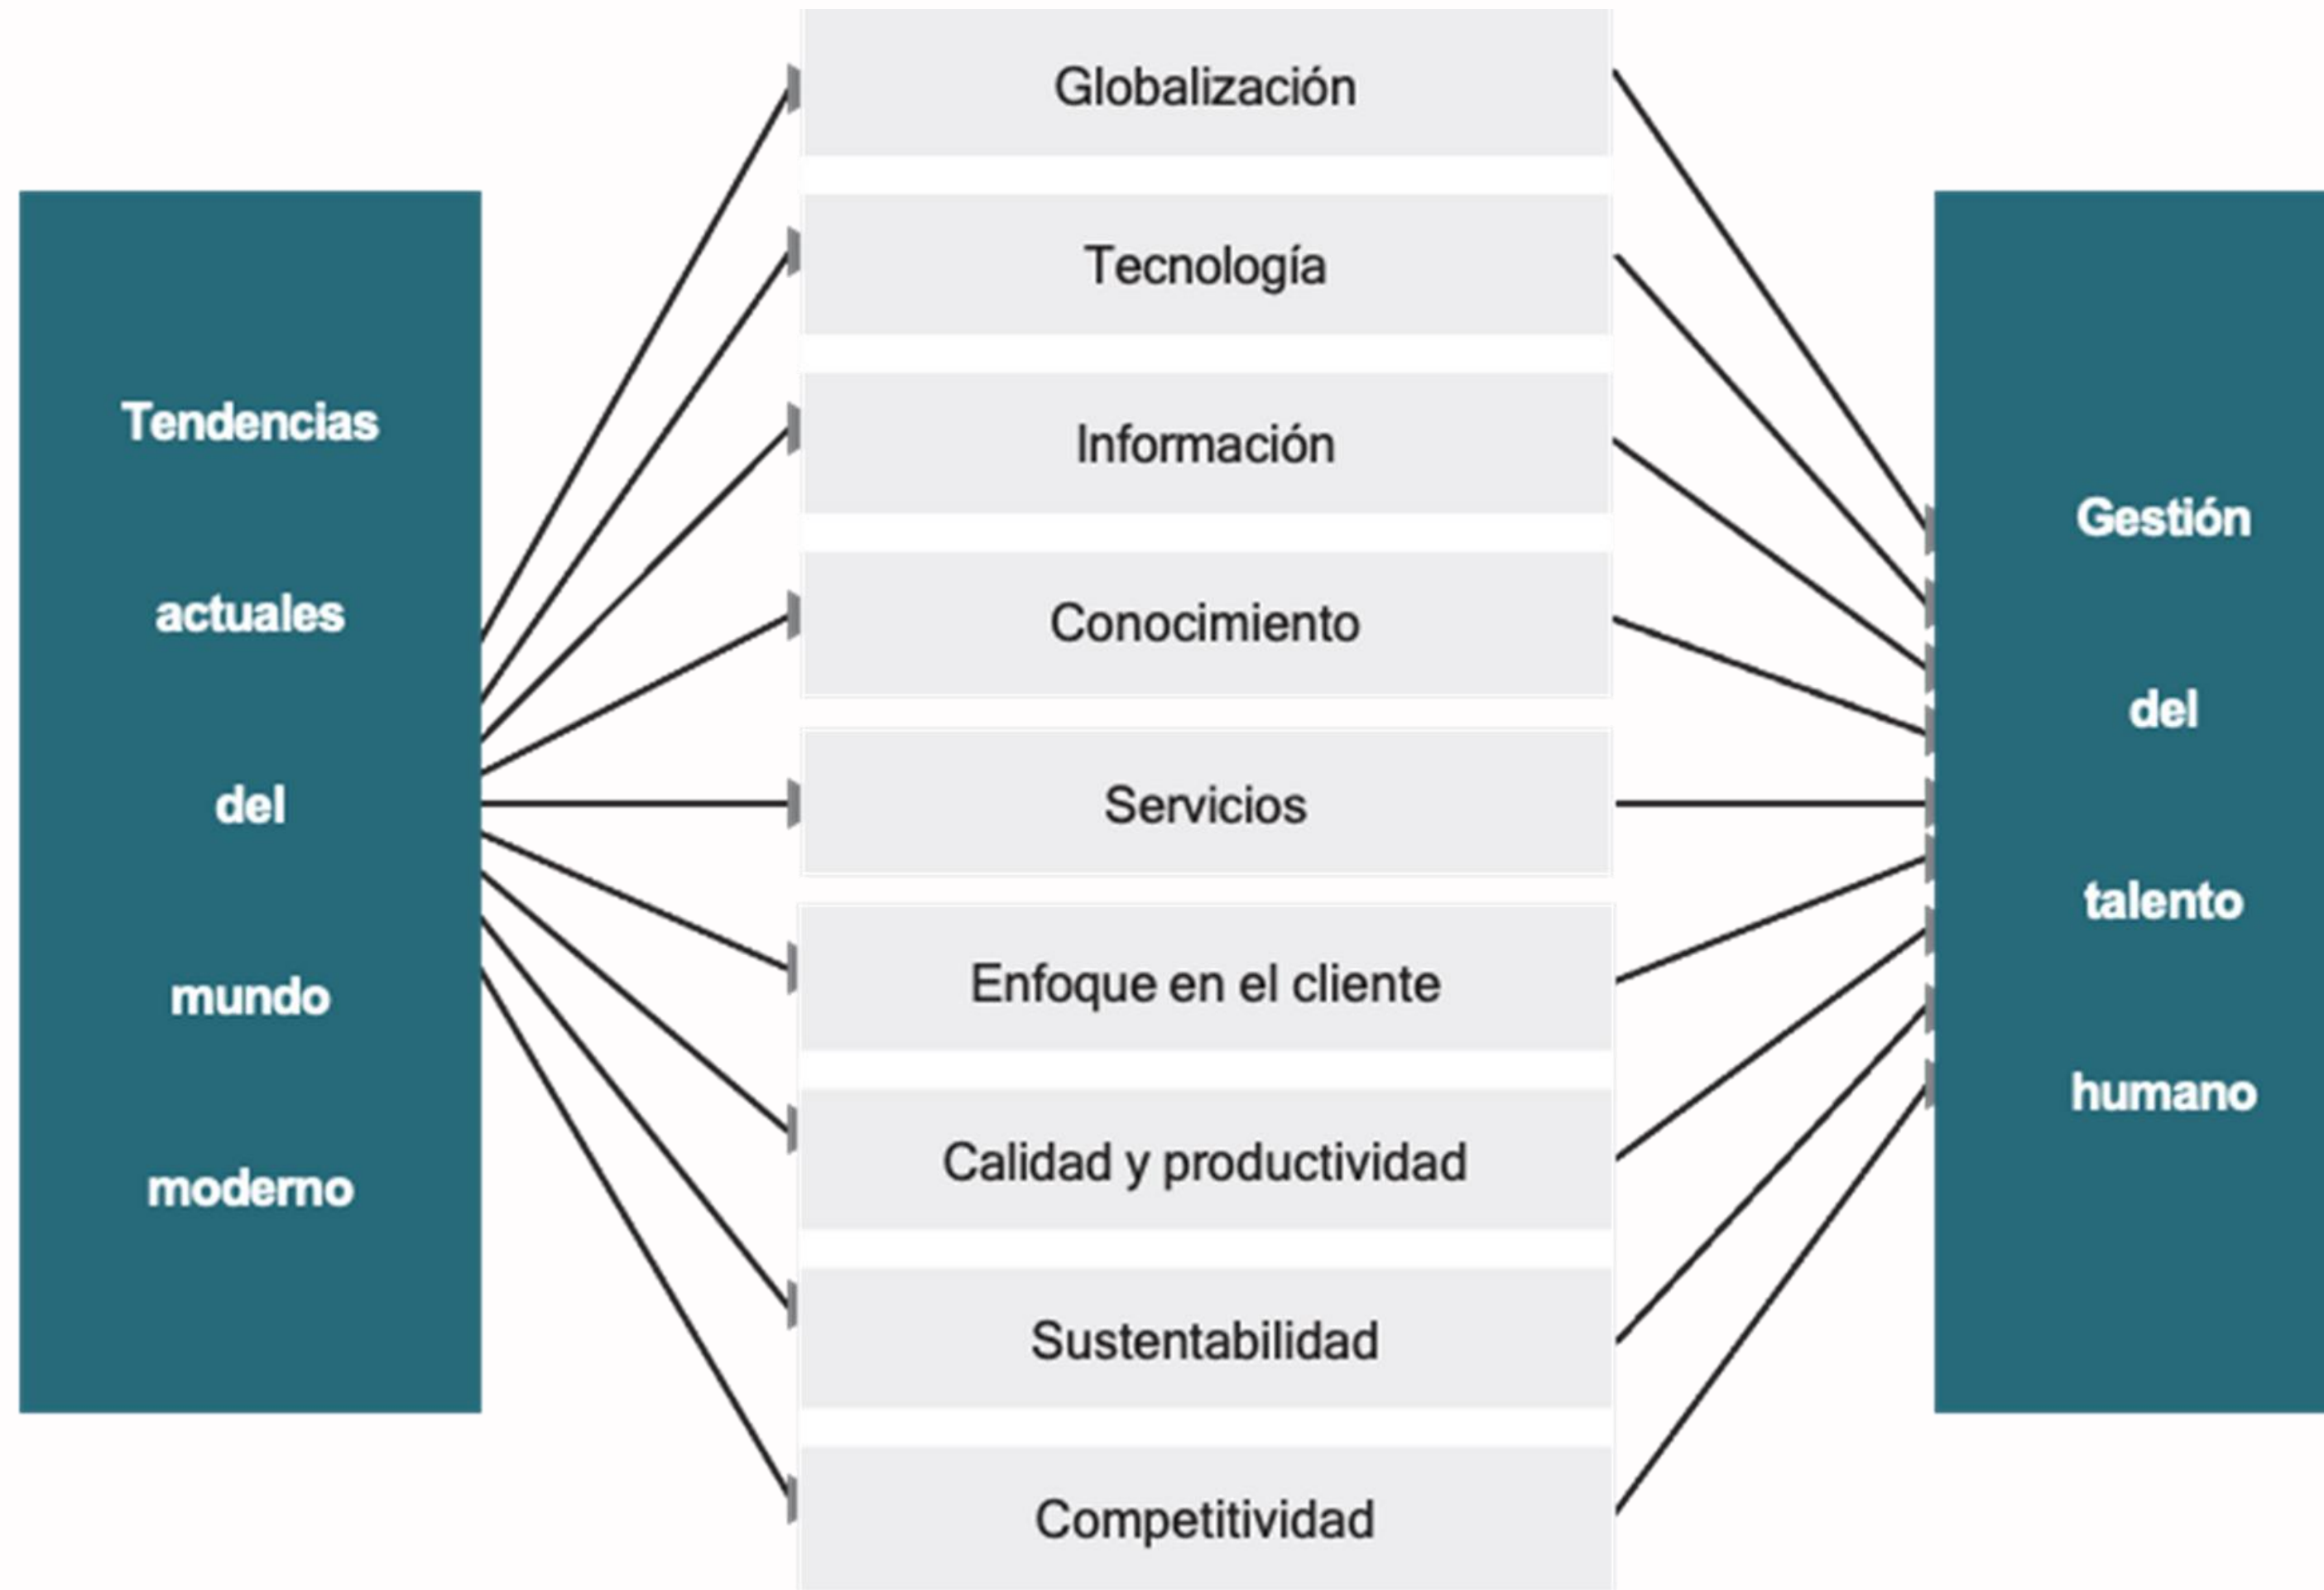 Tendencias
actuales
del
mundo
moderno
Globalización
Tecnología
Información
Conocimiento
Servicios
Enfoque en el cliente
Calidad y productividad
Sustentabilidad
Competitividad
Gestión
del
talento
humano